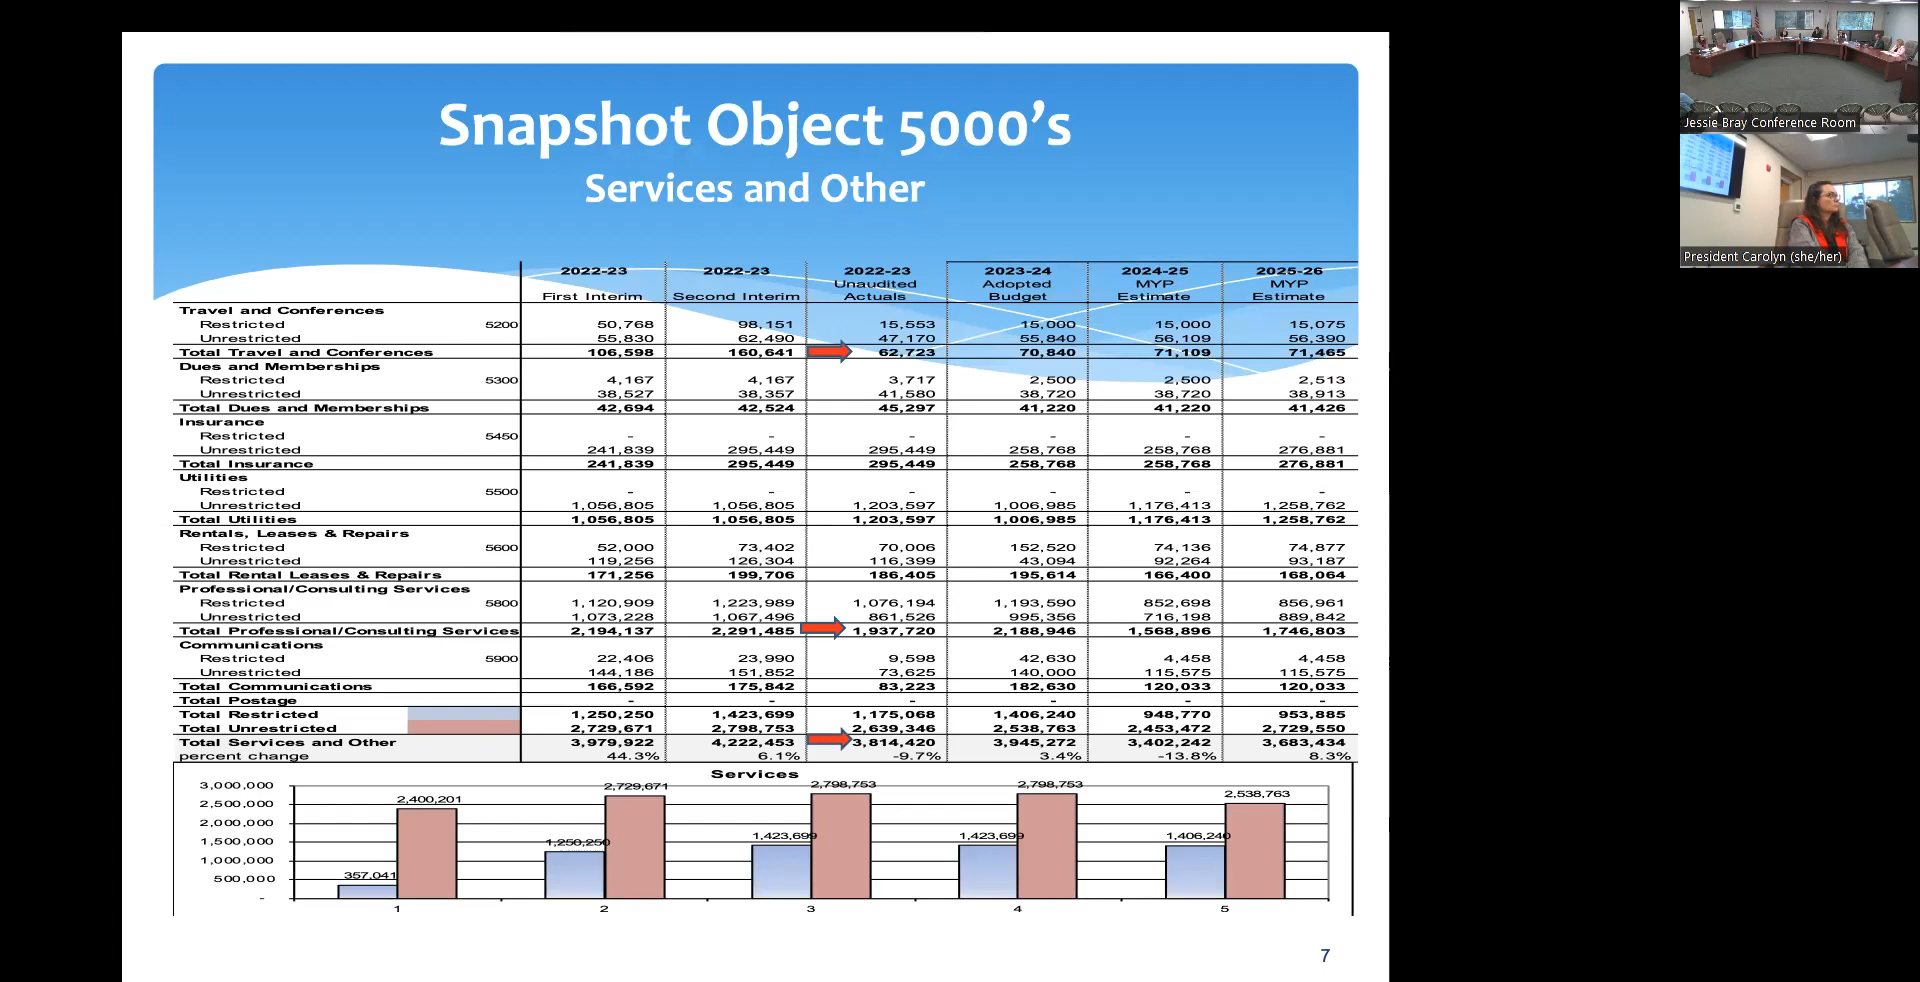 Snapshot Object 5000's
Services and Other
2022-23 2022-23 2022-23 2023-24 2024-25 2025-26
Unaudited Adopted MYP MYP
First Interim Second Interim Actuals Budget Estimate Estimate
Travel and Conferences
Restricted 5200 50,768 98,151 15,553 15,000 15,000 15,075
Unrestricted 55,830 62,490 47,170 55,840 56,109 56,390
Total Travel and Conferences 106,598 160,641 62,723 70,840 71,109 71,465
Dues and Memberships
Restricted 5300 4,167 4,167 3,717 2,500 2,500 2,513
Unrestricted 38,527 38,357 41,580 38,720 38,720 38,913
Total Dues and Memberships 42,694 42,524 45,297 41,220 41,220 41,426
Insurance
Restricted 5450 - - - - - -
Unrestricted 241,839 295,449 295,449 258,768 258,768 276,881
Total Insurance 241,839 295,449 295,449 258,768 258,768 276,881
Utilities
Restricted 5500 - - - - - -
Unrestricted 1,056,805 1,056,805 1,203,597 1,006,985 1,176,413 1,258,762
Total Utilities 1,056,805 1,056,805 1,203,597 1,006,985 1,176,413 1,258,762
Rentals, Leases & Repairs
Restricted 5600 52,000 73,402 70,006 152,520 74,136 74,877
Unrestricted 119,256 126,304 116,399 43,094 92,264 93,187
Total Rental Leases & Repairs 171,256 199,706 186,405 195,614 166,400 168,064
Professional/Consulting Services
Restricted 5800 1,120,909 1,223,989 1,076,194 1,193,590 852,698 856,961
Unrestricted 1,073,228 1,067,496 861,526 995,356 716,198 889,842
Total Professional/Consulting Services 2,194,137 2,291,485 1,937,720 2,188,946 1,568,896 1,746,803
Communications
Restricted 5900 22,406 23,990 9,598 42,630 4,458 4,458
Unrestricted 144,186 151,852 73,625 140,000 115,575 115,575
Total Communications 166,592 175,842 83,223 182,630 120,033 120,033
Total Postage - - - - - -
Total Restricted 1,250,250 1,423,699 1,175,068 1,406,240 948,770 953,885
Total Unrestricted 2,729,671 2,798,753 2,639,346 2,538,763 2,453,472 2,729,550
Total Services and Other 3,979,922 4,222,453 3,814,420 3,945,272 3,402,242 3,683,434
percent change 44.3% 6.1% -9.7% 3.4% -13.8% 8.3%
Services
3,000,000
2,500,000
2,000,000
1,500,000
1,000,000
500,000
-
357,041 2,400,201 1,250,250 2,729,671 1,423,699 2,798,753 1,423,699 2,798,753 1,406,240 2,538,763
1 2 3 4 5
7
Jessie Bray Conference Room
President Carolyn (she/her)